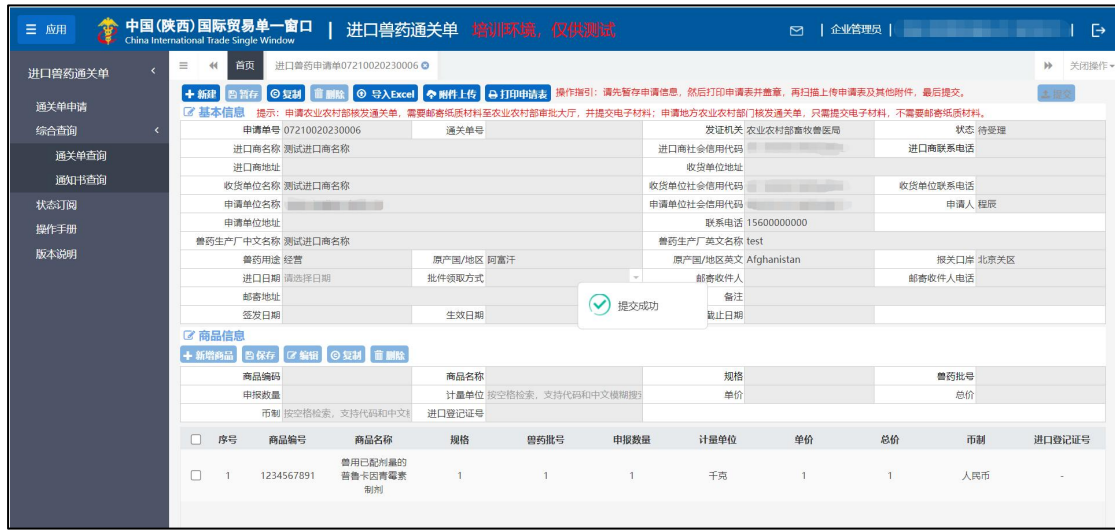 应用 中国(陕西)国际贸易单一窗口 | 进口兽药通关单 培训环境，仅供测试 | 企业管理员 |
China International Trade Single Window
进口兽药通关单
首页 进口兽药申请单07210020230006 关闭操作
新建 暂存 复制 删除 导入Excel 附件上传 打印申请表 操作指引：请先暂存申请信息，然后打印申请表并盖章，再扫描上传申请表及其他附件，最后提交。 提交
基本信息 提示：申请农业农村部核发通关单，需要邮寄纸质材料至农业农村部审批大厅，并提交电子材料；申请地方农业农村部门核发通关单，只需提交电子材料，不需要邮寄纸质材料。
通关单申请
综合查询
通关单查询
通知书查询
状态订阅
操作手册
版本说明
申请单号 07210020230006 通关单号 发证机关 农业农村部畜牧兽医局 状态 待受理
进口商名称 测试进口商名称 进口商社会信用代码 进口商联系电话
进口商地址 收货单位地址
收货单位名称 测试进口商名称 收货单位社会信用代码 收货单位联系电话
申请单位名称 申请单位社会信用代码 申请人 程辰
申请单位地址 联系电话 15600000000
兽药生产厂中文名称 测试进口商名称 兽药生产厂英文名称 test
兽药用途 经营 原产国/地区 阿富汗 原产国/地区英文 Afghanistan 报关口岸 北京关区
进口日期 请选择日期 批件领取方式 邮寄收件人 邮寄收件人电话
邮寄地址 备注
签发日期 生效日期 截止日期
提交成功
商品信息
新增商品 保存 编辑 复制 删除
商品编码 商品名称 规格 兽药批号
申报数量 计量单位 按空格检索，支持代码和中文模糊搜 单价 总价
币制 按空格检索，支持代码和中文 进口登记证号
序号 商品编号 商品名称 规格 兽药批号 申报数量 计量单位 单价 总价 币制 进口登记证号
1 1234567891 兽用已配剂量的普鲁卡因青霉素制剂 1 1 1 千克 1 1 人民币 -